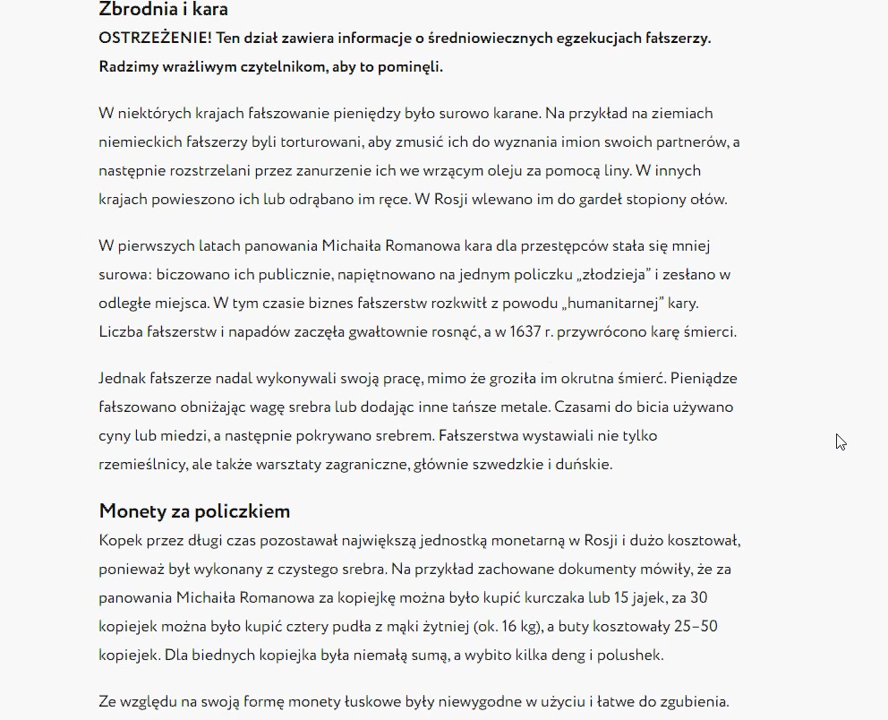 Zbrodnia i kara
OSTRZEŻENIE! Ten dział zawiera informacje o średniowiecznych egzekucjach fałszerzy.
Radzimy wrażliwym czytelnikom, aby to pominęli.
W niektórych krajach fałszowanie pieniędzy było surowo karane. Na przykład na ziemiach
niemieckich fałszerzy byli torturowani, aby zmusić ich do wyznania imion swoich partnerów, a
następnie rozstrzelani przez zanurzenie ich we wrzącym oleju za pomocą liny. W innych
krajach powieszono ich lub odrąbano im ręce. W Rosji wlewano im do gardeł stopiony ołów.
W pierwszych latach panowania Michaiła Romanowa kara dla przestępców stała się mniej
surowa: biczowano ich publicznie, napiętnowano na jednym policzku „złodzieja” i zesłano w
odległe miejsca. W tym czasie biznes fałszerstw rozkwitł z powodu „humanitarnej” kary.
Liczba fałszerstw i napadów zaczęła gwałtownie rosnąć, a w 1637 r. przywrócono karę śmierci.
Jednak fałszerze nadal wykonywali swoją pracę, mimo że groziła im okrutna śmierć. Pieniądze
fałszowano obniżając wagę srebra lub dodając inne tańsze metale. Czasami do bicia używano
cyny lub miedzi, a następnie pokrywano srebrem. Fałszerstwa wystawiali nie tylko
rzemieślnicy, ale także warsztaty zagraniczne, głównie szwedzkie i duńskie.
Monety za policzkiem
Kopek przez długi czas pozostawał największą jednostką monetarną w Rosji i dużo kosztował,
ponieważ był wykonany z czystego srebra. Na przykład zachowane dokumenty mówiły, że za
panowania Michaiła Romanowa za kopiejkę można było kupić kurczaka lub 15 jajek, za 30
kopiejek można było kupić cztery pudła z mąki żytniej (ok. 16 kg), a buty kosztowały 25–50
kopiejek. Dla biednych kopiejka była niemałą sumą, a wybito kilka deng i polushek.
Ze względu na swoją formę monety łuskowe były niewygodne w użyciu i łatwe do zgubienia.